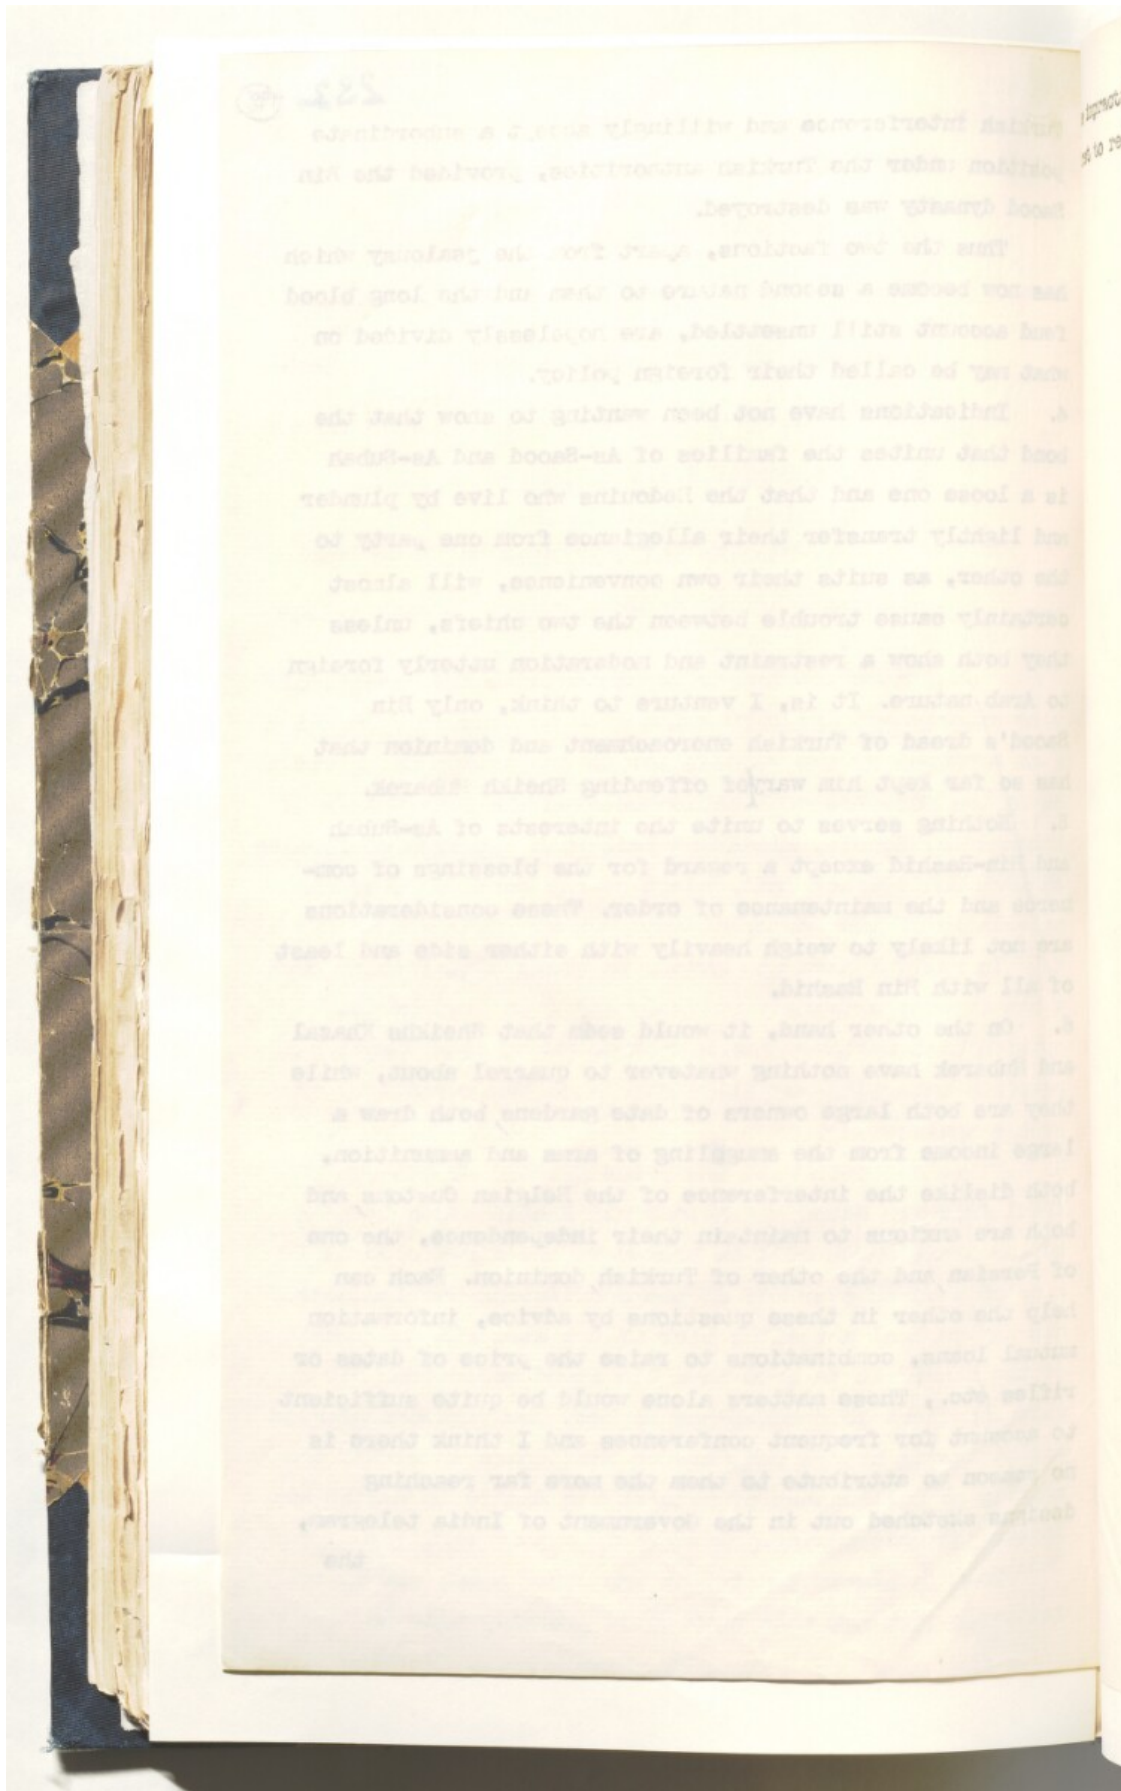 232
Turkish interference and willingly accept a subordinate
position under the Turkish authorities, provided the Bin
Saood dynasty was destroyed.
Thus the two factions, apart from the jealousy which
has now become a second nature to them and the long blood
feud account still unsettled, are hopelessly divided on
what may be called their foreign policy.
4. Indications have not been wanting to show that the
bond that unites the families of As-Saood and As-Subah
is a loose one and that the Bedouins who live by plunder
and lightly transfer their allegiance from one party to
the other, as suits their own convenience, will almost
certainly cause trouble between the two chiefs, unless
they both show a restraint and moderation utterly foreign
to Arab nature. It is, I venture to think, only Bin
Saood's dread of Turkish encroachment and dominion that
has so far kept him wary of offending Sheikh Mubarek.
5. Nothing serves to unite the interests of As-Subah
and Bin-Rashid except a regard for the blessings of com-
merce and the maintenance of order. These considerations
are not likely to weigh heavily with either side and least
of all with Bin Rashid.
6. On the other hand, it would seem that Sheikhs Khazal
and Mubarek have nothing whatever to quarrel about, while
they are both large owners of date gardens, both draw a
large income from the smuggling of arms and ammunition,
both dislike the interference of the Belgian Customs, and
both are anxious to maintain their independence, the one
of Persian, and the other of Turkish, dominion. Each can
help the other in these questions by advice, information
mutual loans, combinations to raise the price of dates or
rifles etc., These matters alone would be quite sufficient
to account for frequent conferences and I think there is
no reason to attribute to them the more far reaching
designs sketched out in the Government of India telegram,
the
to re